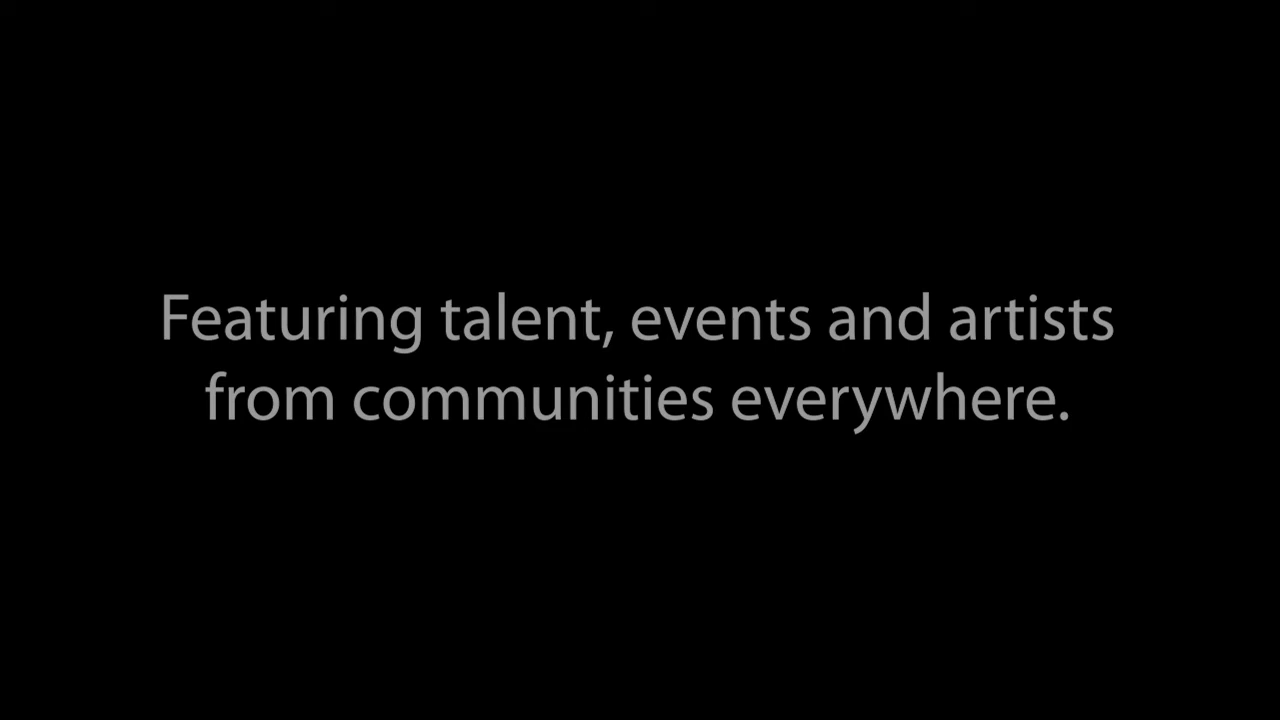 Featuring talent, events and artists
from communities everywhere.